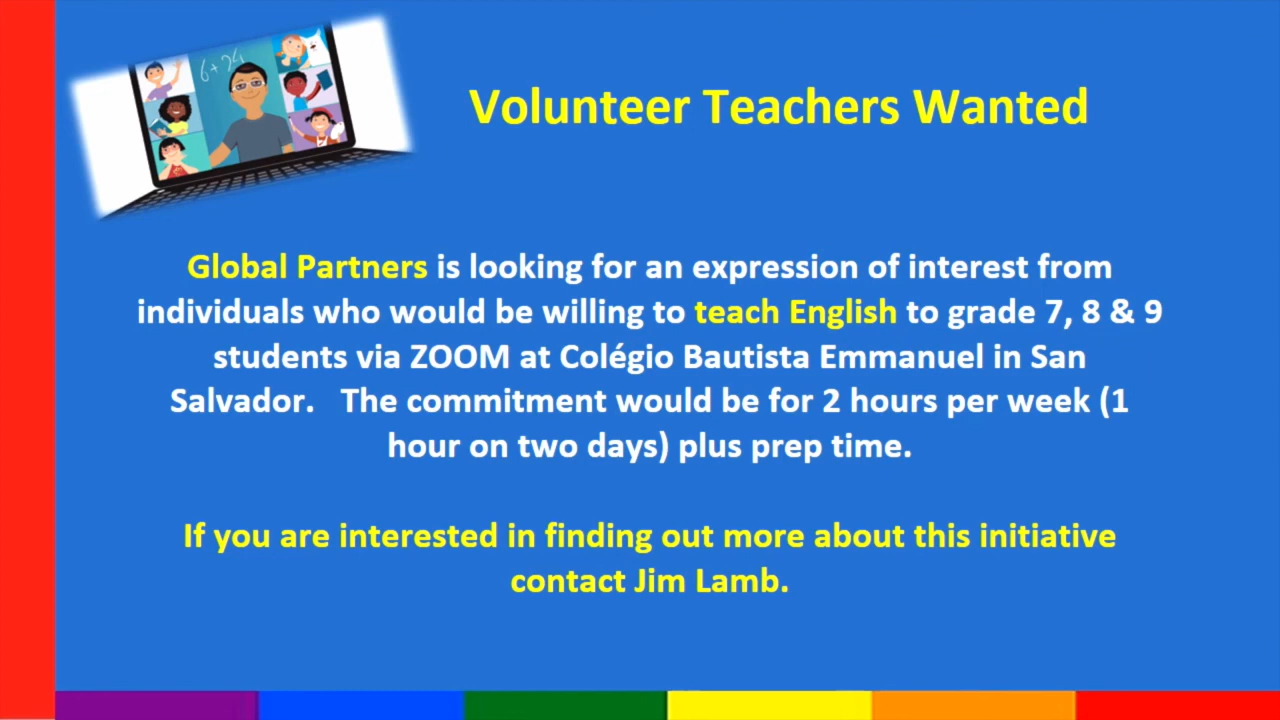 6+24
Volunteer Teachers Wanted
Global Partners is looking for an expression of interest from
individuals who would be willing to teach English to grade 7, 8 & 9
students via ZOOM at Colégio Bautista Emmanuel in San
Salvador.   The commitment would be for 2 hours per week (1
hour on two days) plus prep time.
If you are interested in finding out more about this initiative
contact Jim Lamb.